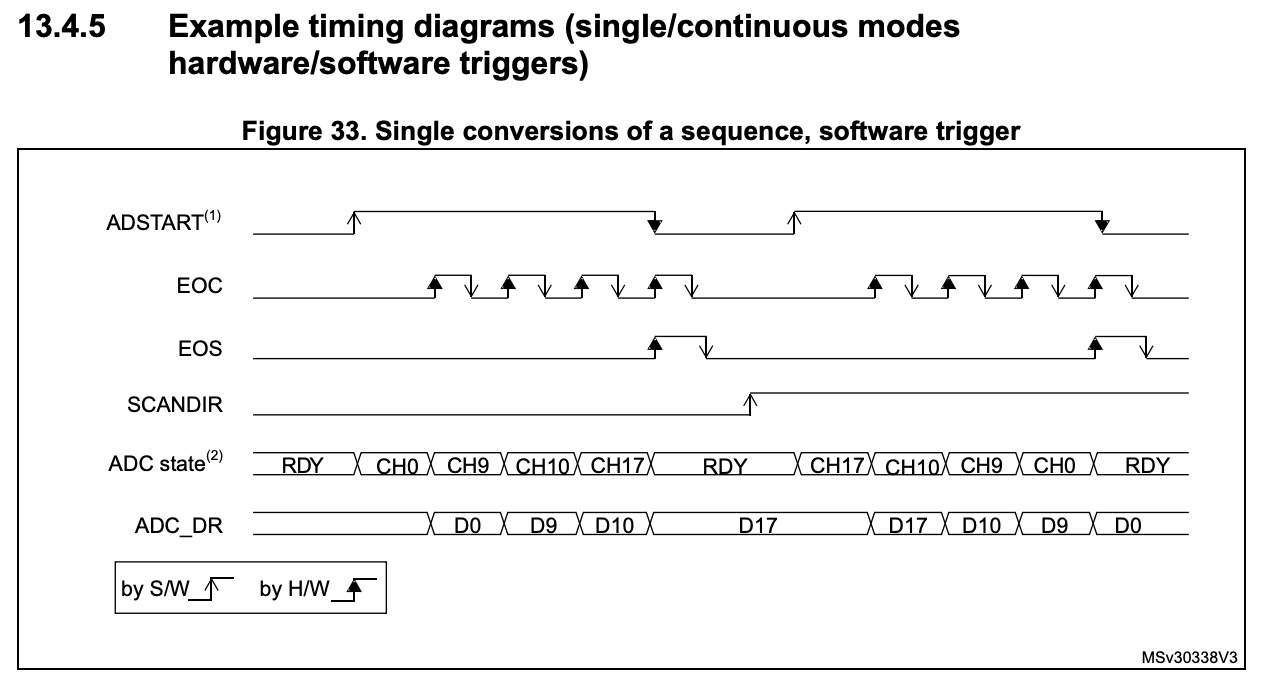 13.4.5 Example timing diagrams (single/continuous modes
hardware/software triggers)
Figure 33. Single conversions of a sequence, software trigger
ADSTART(1)
EOC
EOS
SCANDIR
ADC state(2) RDY CH0 CH9 CH10 CH17 RDY CH17 CH10 CH9 CH0 RDY
ADC_DR D0 D9 D10 D17 D17 D10 D9 D0
by S/W by H/W
MSv30338V3